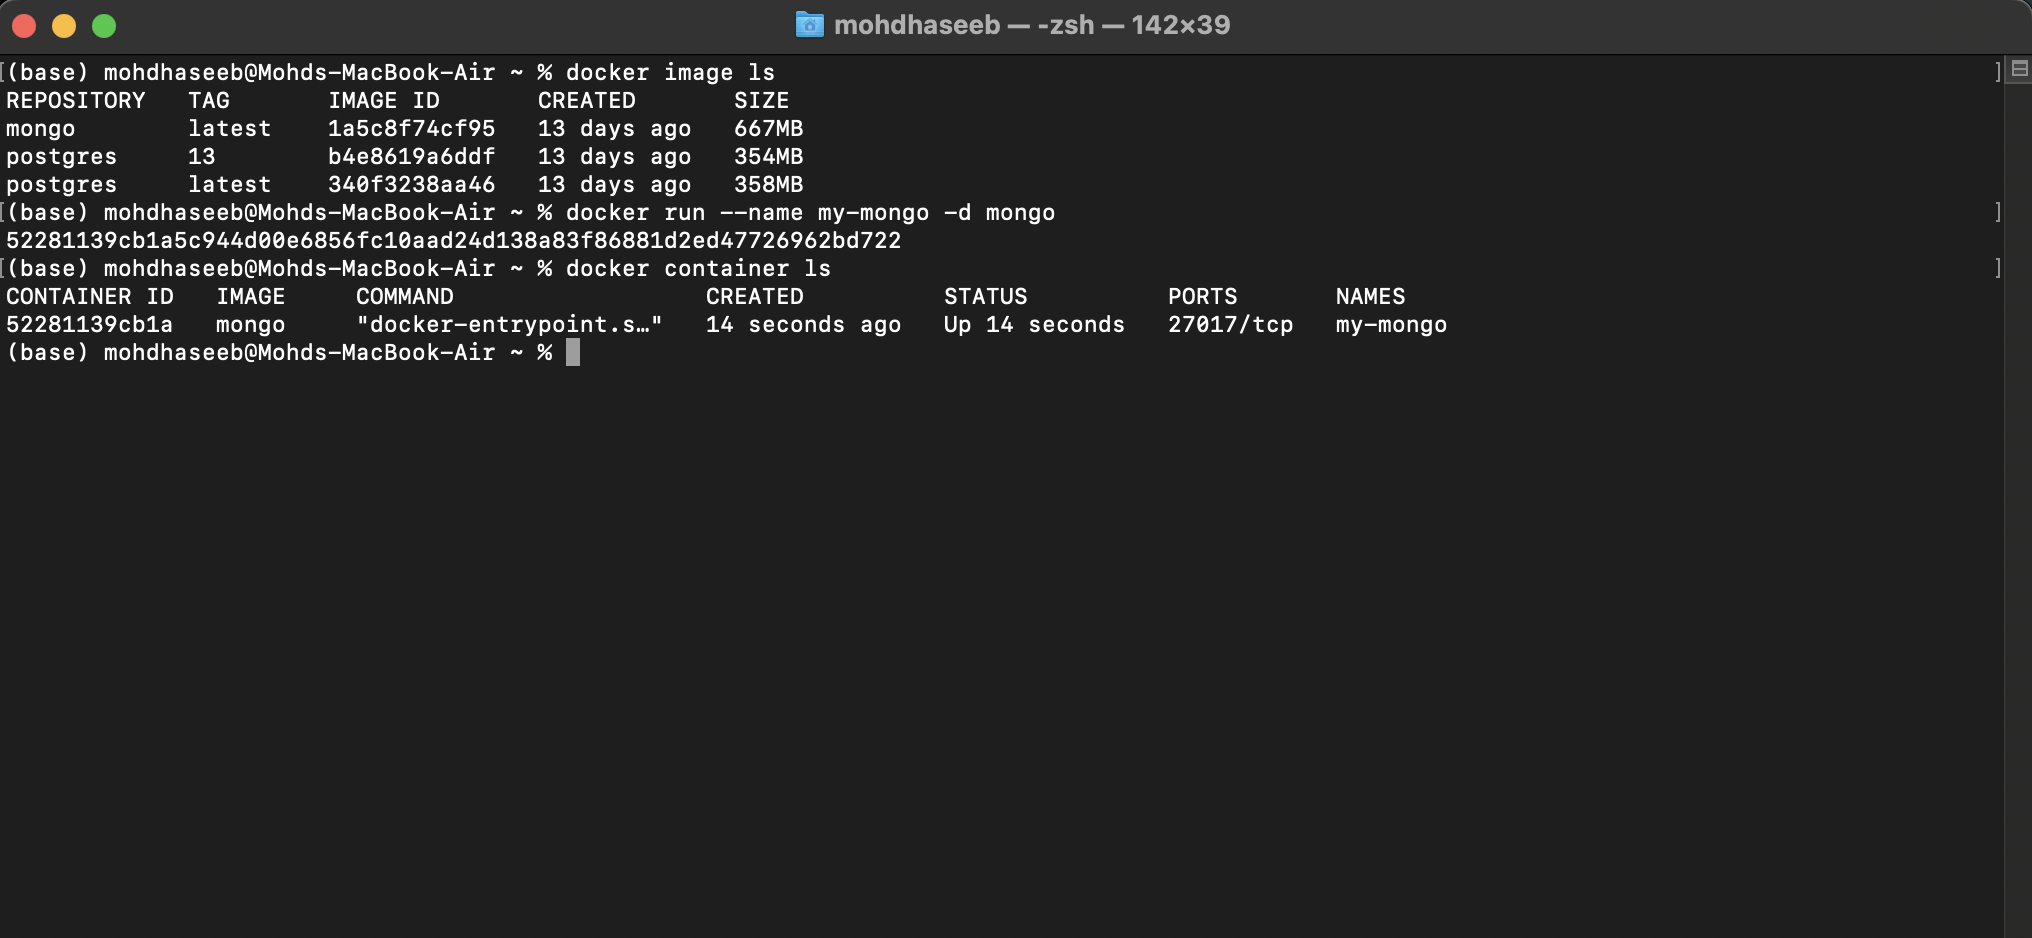 mohdhaseeb — -zsh — 142×39
(base) mohdhaseeb@Mohds-MacBook-Air ~ % docker image ls
REPOSITORY   TAG       IMAGE ID       CREATED       SIZE
mongo        latest    1a5c8f74cf95   13 days ago   667MB
postgres     13        b4e8619a6ddf   13 days ago   354MB
postgres     latest    340f3238aa46   13 days ago   358MB
(base) mohdhaseeb@Mohds-MacBook-Air ~ % docker run --name my-mongo -d mongo
52281139cb1a5c944d00e6856fc10aad24d138a83f86881d2ed47726962bd722
(base) mohdhaseeb@Mohds-MacBook-Air ~ % docker container ls
CONTAINER ID   IMAGE     COMMAND                  CREATED          STATUS          PORTS       NAMES
52281139cb1a   mongo     "docker-entrypoint.s…"   14 seconds ago   Up 14 seconds   27017/tcp   my-mongo
(base) mohdhaseeb@Mohds-MacBook-Air ~ %